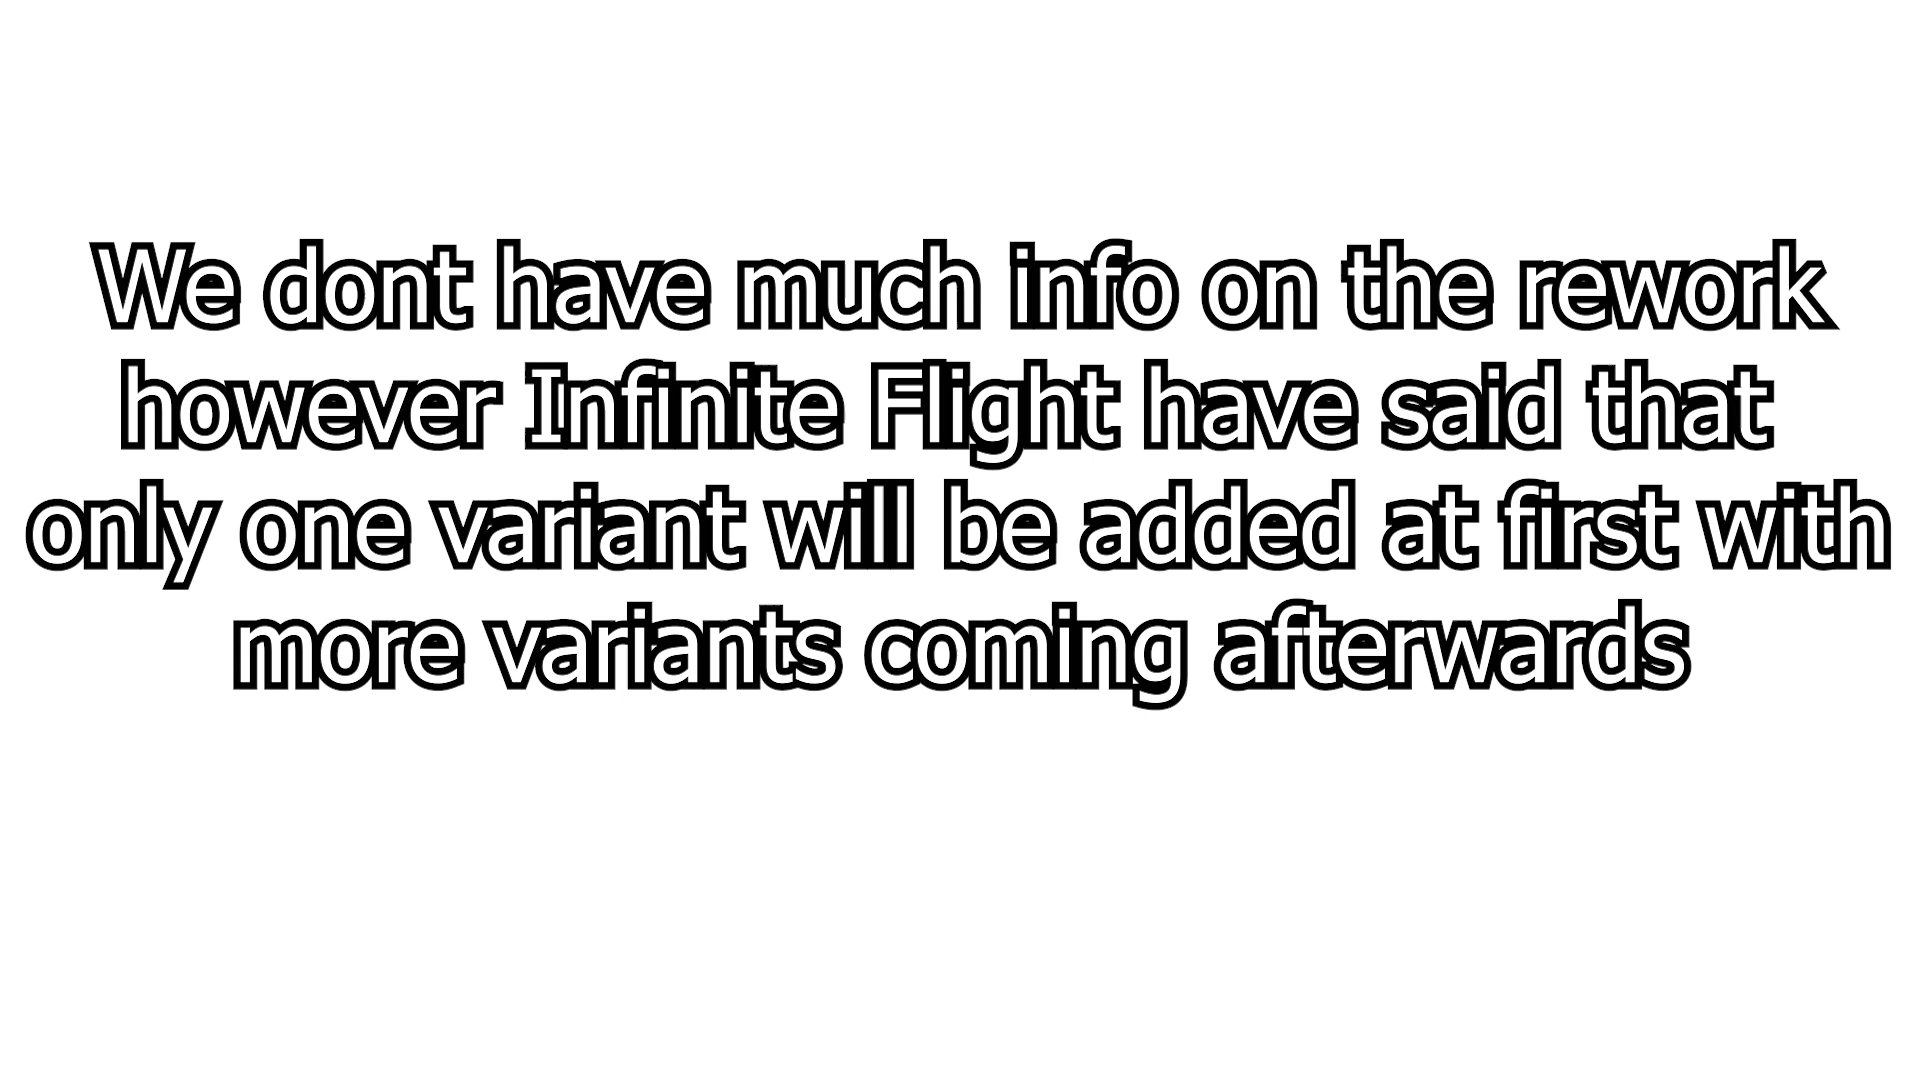 We dont have much info on the rework
however Infinite Flight have said that
only one variant will be added at first with
more variants coming afterwards